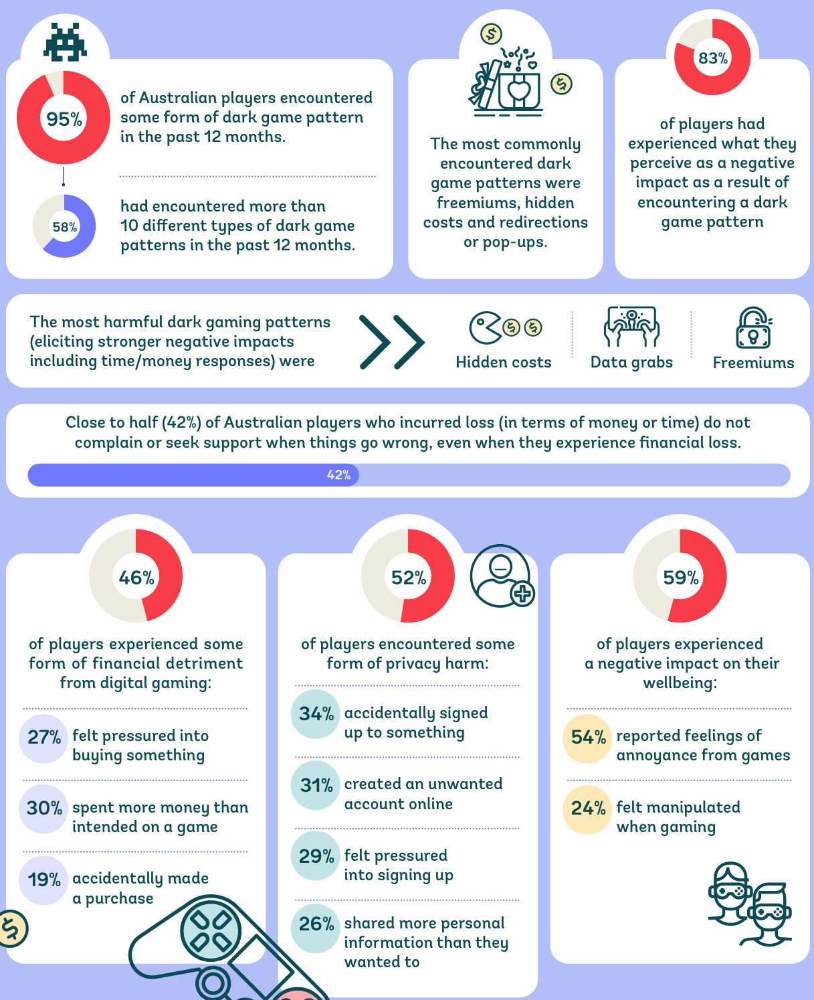 95%
of Australian players encountered
some form of dark game pattern
in the past 12 months.
58%
had encountered more than
10 different types of dark game
patterns in the past 12 months.
The most commonly
encountered dark
game patterns were
freemiums, hidden
costs and redirections
or pop-ups.
83%
of players had
experienced what they
perceive as a negative
impact as a result of
encountering a dark
game pattern
The most harmful dark gaming patterns
(eliciting stronger negative impacts
including time/money responses) were
Hidden costs
Data grabs
Freemiums
Close to half (42%) of Australian players who incurred loss (in terms of money or time) do not
complain or seek support when things go wrong, even when they experience financial loss.
42%
46%
of players experienced some
form of financial detriment
from digital gaming:
27%
felt pressured into
buying something
30%
spent more money than
intended on a game
19%
accidentally made
a purchase
52%
of players encountered some
form of privacy harm:
34%
accidentally signed
up to something
31%
created an unwanted
account online
29%
felt pressured
into signing up
26%
shared more personal
information than they
wanted to
59%
of players experienced
a negative impact on their
wellbeing:
54%
reported feelings of
annoyance from games
24%
felt manipulated
when gaming